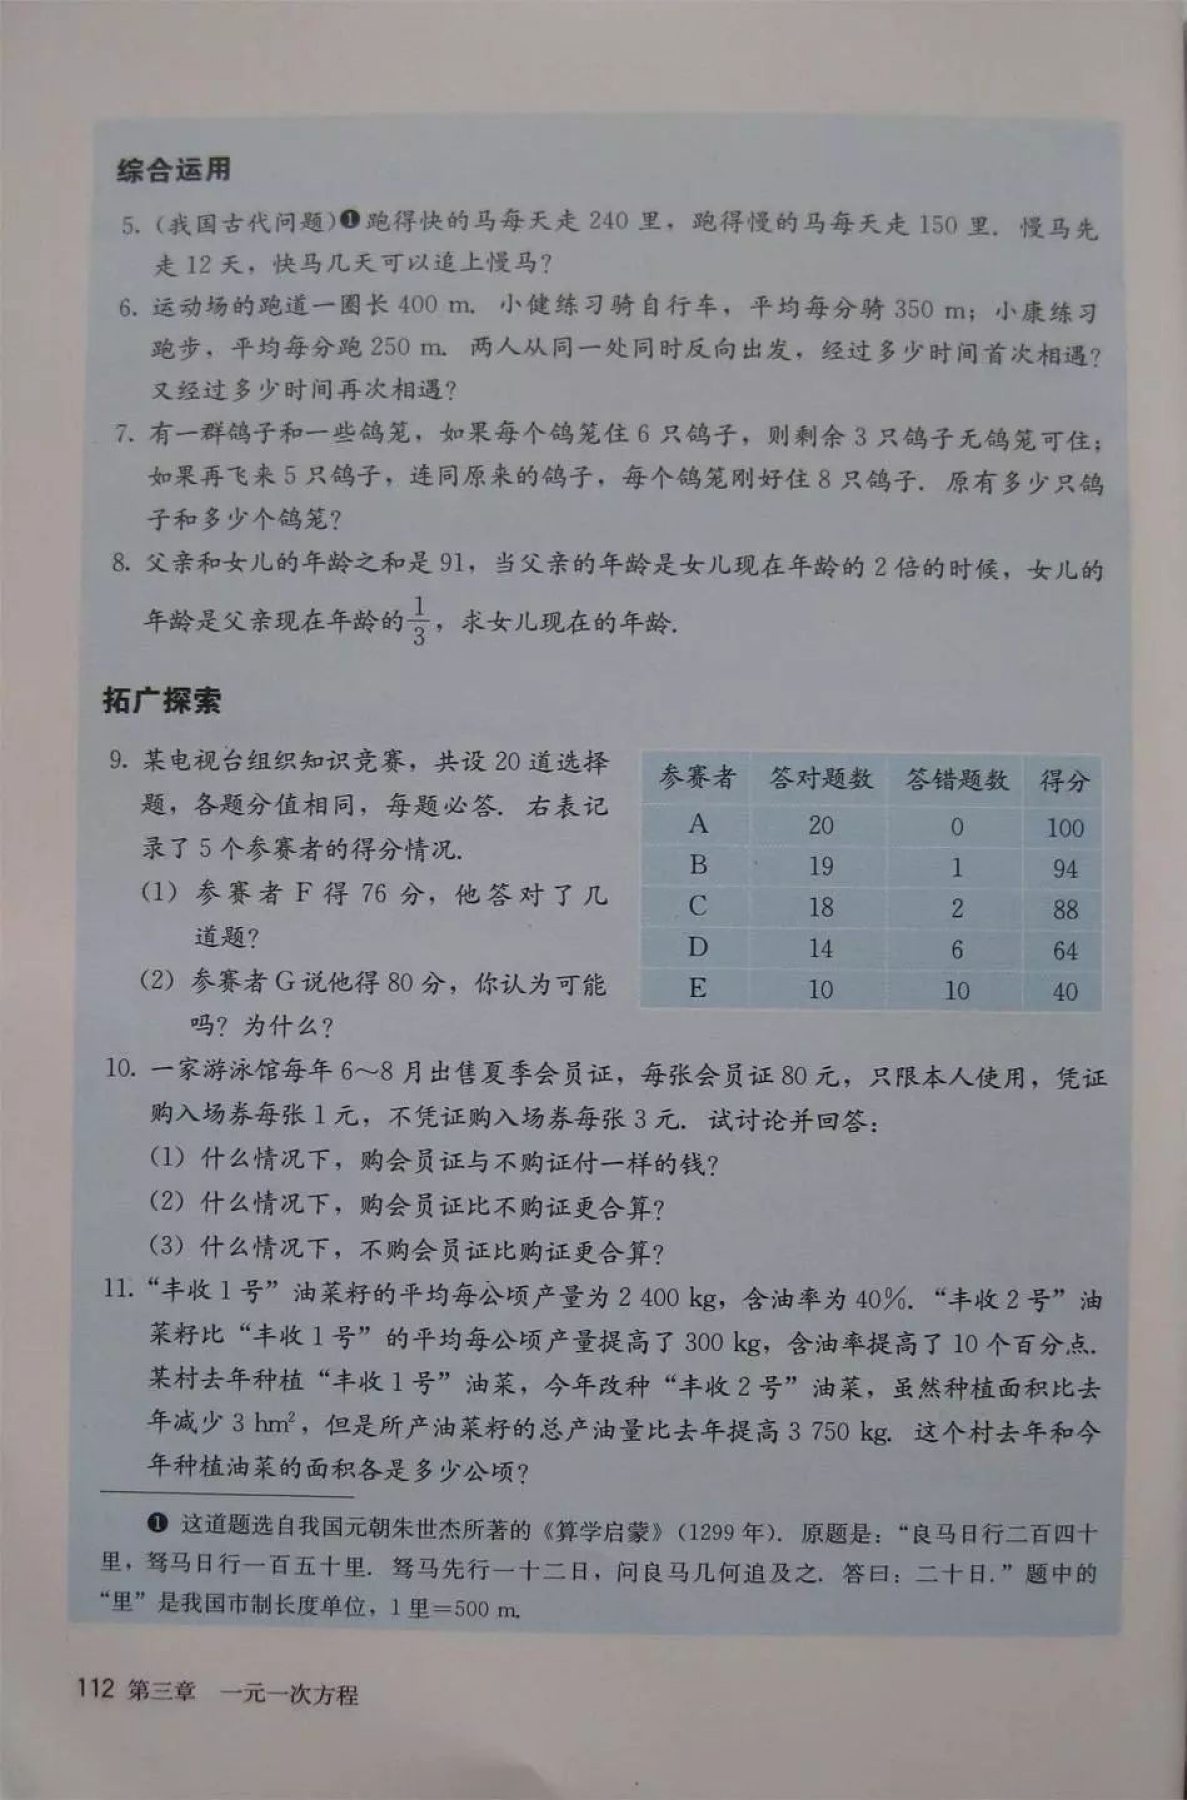 综合运用
5. (我国古代问题)❶跑得快的马每天走 240 里，跑得慢的马每天走 150 里. 慢马先
走 12 天，快马几天可以追上慢马?
6. 运动场的跑道一圈长 400 m. 小健练习骑自行车，平均每分骑 350 m；小康练习
跑步，平均每分跑 250 m. 两人从同一处同时反向出发，经过多少时间首次相遇?
又经过多少时间再次相遇?
7. 有一群鸽子和一些鸽笼，如果每个鸽笼住 6 只鸽子，则剩余 3 只鸽子无鸽笼可住；
如果再飞来 5 只鸽子，连同原来的鸽子，每个鸽笼刚好住 8 只鸽子. 原有多少只鸽
子和多少个鸽笼?
8. 父亲和女儿的年龄之和是 91，当父亲的年龄是女儿现在年龄的 2 倍的时候，女儿的
年龄是父亲现在年龄的 1/3，求女儿现在的年龄.
拓广探索
9. 某电视台组织知识竞赛，共设 20 道选择
题，各题分值相同，每题必答. 右表记
录了 5 个参赛者的得分情况.
(1) 参赛者 F 得 76 分，他答对了几
道题?
(2) 参赛者 G 说他得 80 分，你认为可能
吗? 为什么?
参赛者 答对题数 答错题数 得分
A 20 0 100
B 19 1 94
C 18 2 88
D 14 6 64
E 10 10 40
10. 一家游泳馆每年 6～8 月出售夏季会员证，每张会员证 80 元，只限本人使用，凭证
购入场券每张 1 元，不凭证购入场券每张 3 元. 试讨论并回答：
(1) 什么情况下，购会员证与不购证付一样的钱?
(2) 什么情况下，购会员证比不购证更合算?
(3) 什么情况下，不购会员证比购证更合算?
11. “丰收 1 号”油菜籽的平均每公顷产量为 2 400 kg，含油率为 40%. “丰收 2 号”油
菜籽比“丰收 1 号”的平均每公顷产量提高了 300 kg，含油率提高了 10 个百分点.
某村去年种植“丰收 1 号”油菜，今年改种“丰收 2 号”油菜，虽然种植面积比去
年减少 3 hm²，但是所产油菜籽的总产油量比去年提高 3 750 kg. 这个村去年和今
年种植油菜的面积各是多少公顷?
❶ 这道题选自我国元朝朱世杰所著的《算学启蒙》(1299 年). 原题是：“良马日行二百四十
里，驽马日行一百五十里. 驽马先行一十二日，问良马几何追及之. 答曰：二十日.”题中的
“里”是我国市制长度单位，1 里=500 m.
112 第三章 一元一次方程